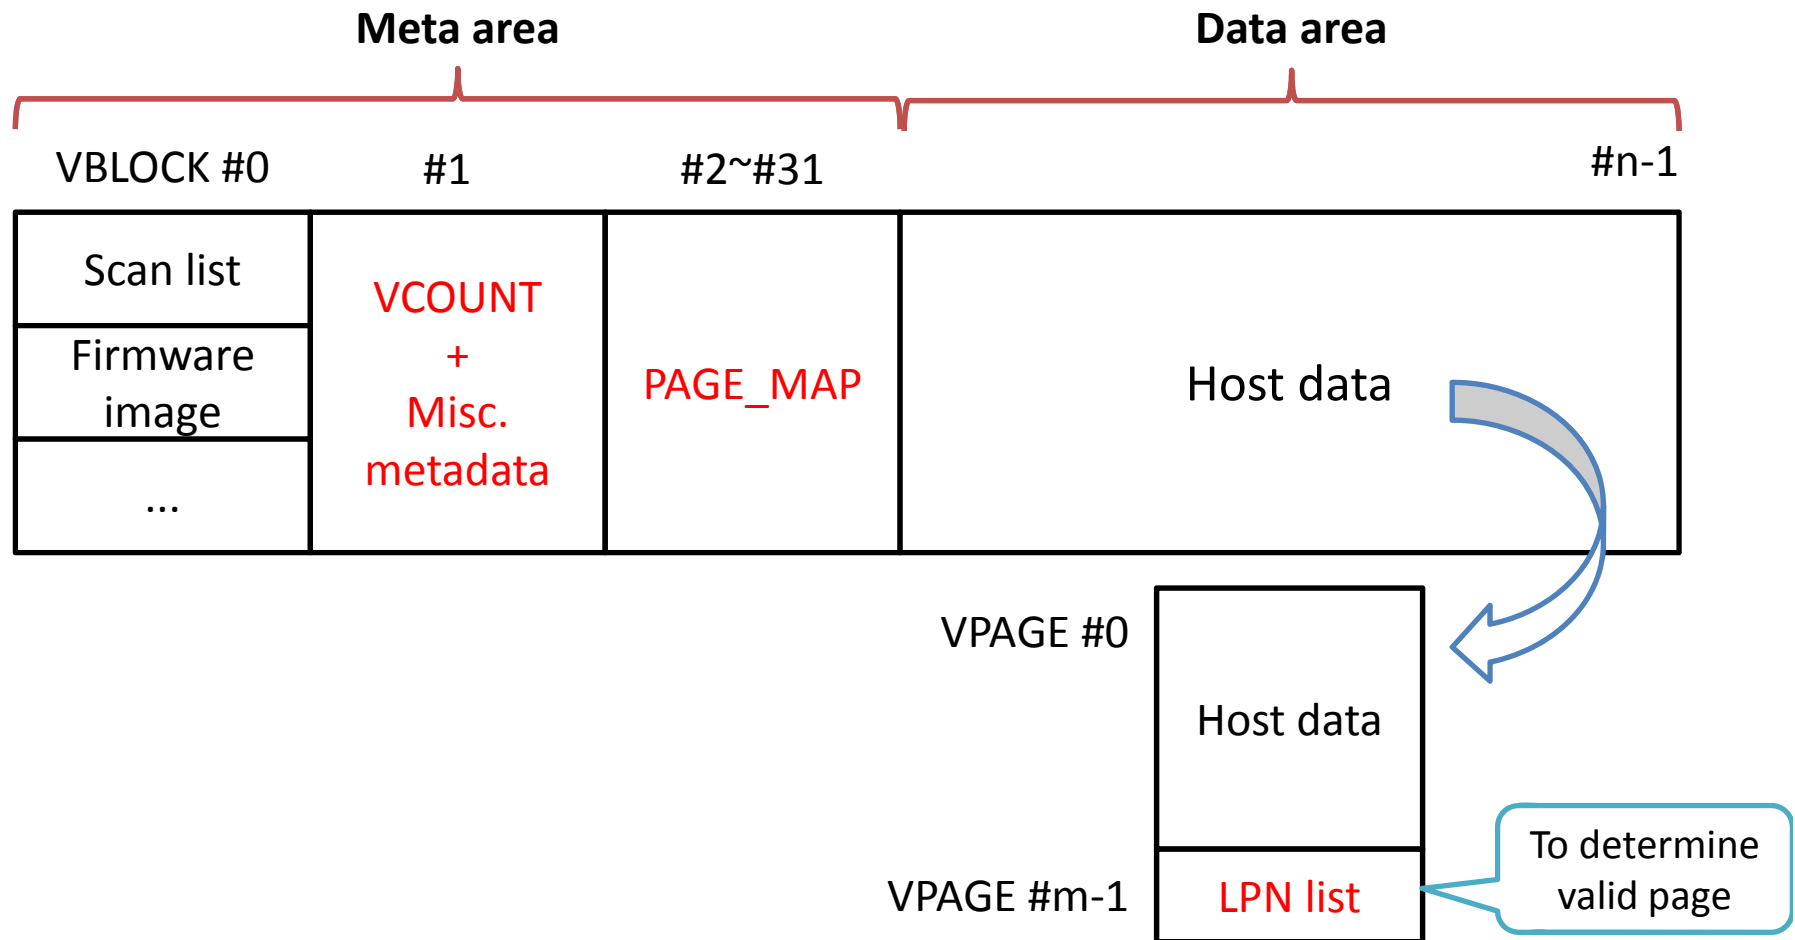 Meta area
Data area
VBLOCK #0
#1
#2~#31
#n-1
Scan list
Firmware
image
...
VCOUNT
+
Misc.
metadata
PAGE_MAP
Host data
VPAGE #0
Host data
VPAGE #m-1
LPN list
To determine
valid page